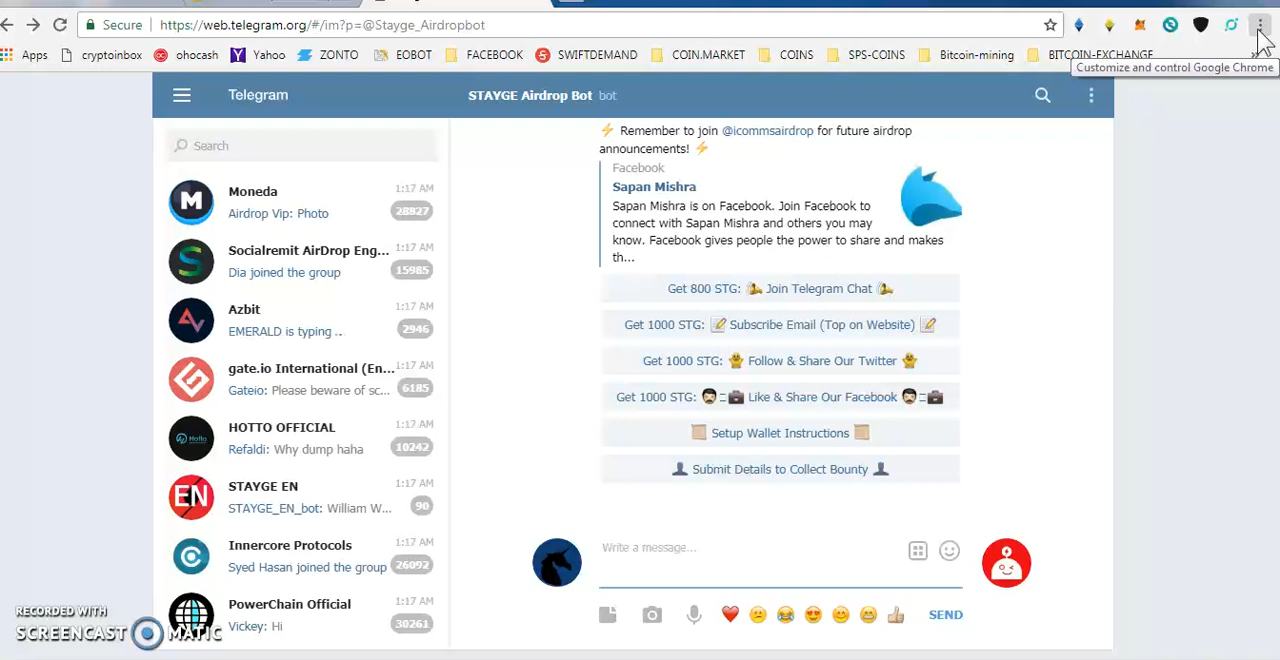 Secure https://web.telegram.org/#/im?p=@Stayge_Airdropbot
Apps cryptoinbox ohocash Yahoo ZONTO EOBOT FACEBOOK SWIFTDEMAND COIN.MARKET COINS SPS-COINS Bitcoin-mining BITCOIN-EXCHANGE
Customize and control Google Chrome
Telegram
STAYGE Airdrop Bot bot
Search
Moneda 1:17 AM
Airdrop Vip: Photo 28827
Socialremit AirDrop Eng... 1:17 AM
Dia joined the group 15985
Azbit 1:17 AM
EMERALD is typing .. 2946
gate.io International (En... 1:17 AM
Gateio: Please beware of sc... 6185
HOTTO OFFICIAL 1:17 AM
Refaldi: Why dump haha 10242
STAYGE EN 1:17 AM
STAYGE_EN_bot: William W... 90
Innercore Protocols 1:17 AM
Syed Hasan joined the group 26092
PowerChain Official 1:17 AM
Vickey: Hi 30261
M
Hotto
EN
⚡ Remember to join @icommsairdrop for future airdrop
announcements! ⚡
Facebook
Sapan Mishra
Sapan Mishra is on Facebook. Join Facebook to
connect with Sapan Mishra and others you may
know. Facebook gives people the power to share and makes
th...
Get 800 STG: Join Telegram Chat
Get 1000 STG: 📝 Subscribe Email (Top on Website) 📝
Get 1000 STG: Follow & Share Our Twitter
Get 1000 STG: Like & Share Our Facebook
Setup Wallet Instructions
👤 Submit Details to Collect Bounty 👤
Write a message...
SEND
RECORDED WITH
SCREENCAST MATIC